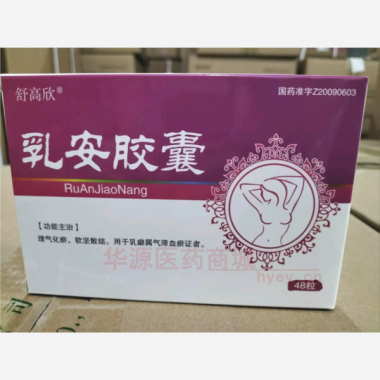 舒高欣®
国药准字Z20090603
乳安胶囊
RuAnJiaoNang
【功能主治】
理气化瘀，软坚散结。用于乳癖属气滞血瘀证者。
华源医药商城
hysy.cn
48粒